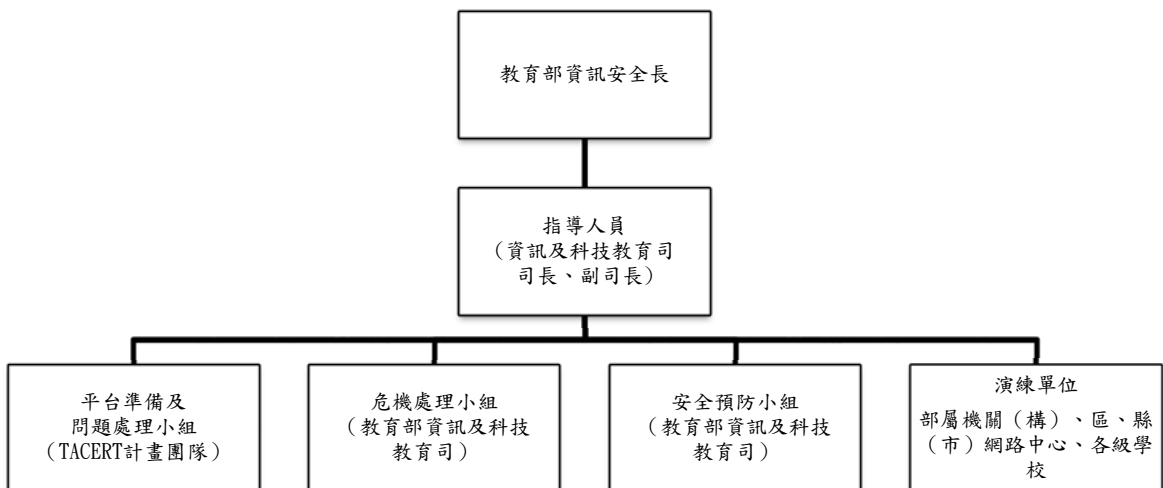 教育部資訊安全長
指導人員
（資訊及科技教育司
司長、副司長）
平台準備及
問題處理小組
（TACERT計畫團隊）
危機處理小組
（教育部資訊及科技
教育司）
安全預防小組
（教育部資訊及科技
教育司）
演練單位
部屬機關（構）、區、縣
（市）網路中心、各級學
校